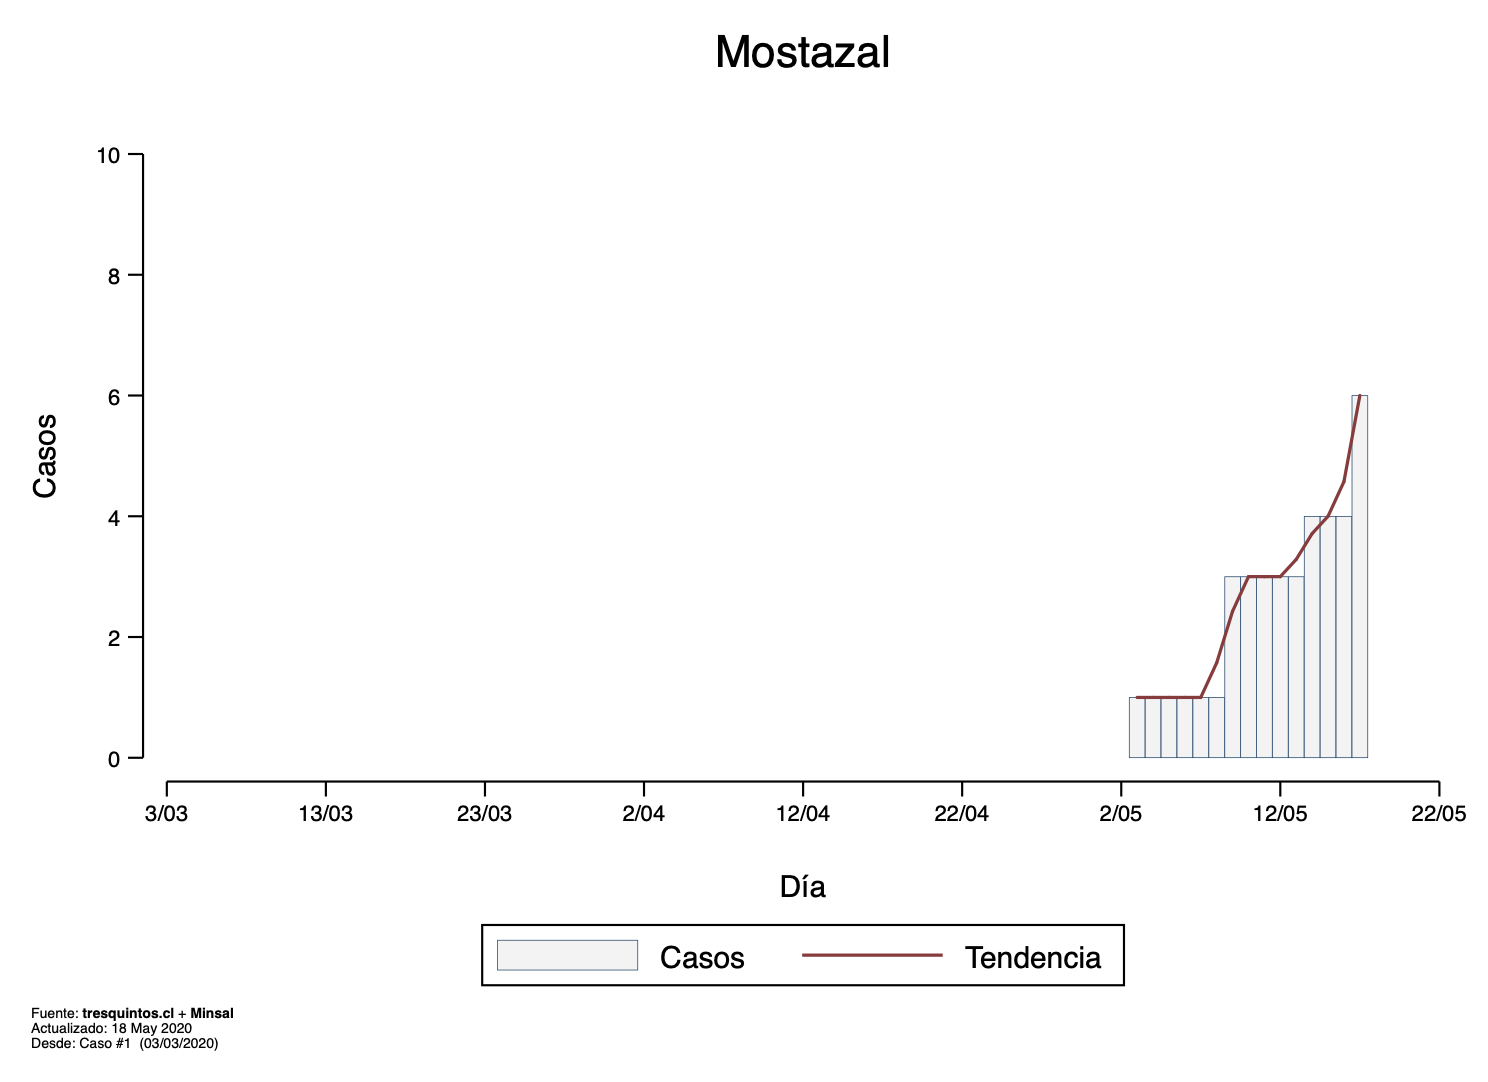 Mostazal
10
8
6
4
2
0
Casos
3/03 13/03 23/03 2/04 12/04 22/04 2/05 12/05 22/05
Día
Casos Tendencia
Fuente: tresquintos.cl + Minsal
Actualizado: 18 May 2020
Desde: Caso #1 (03/03/2020)